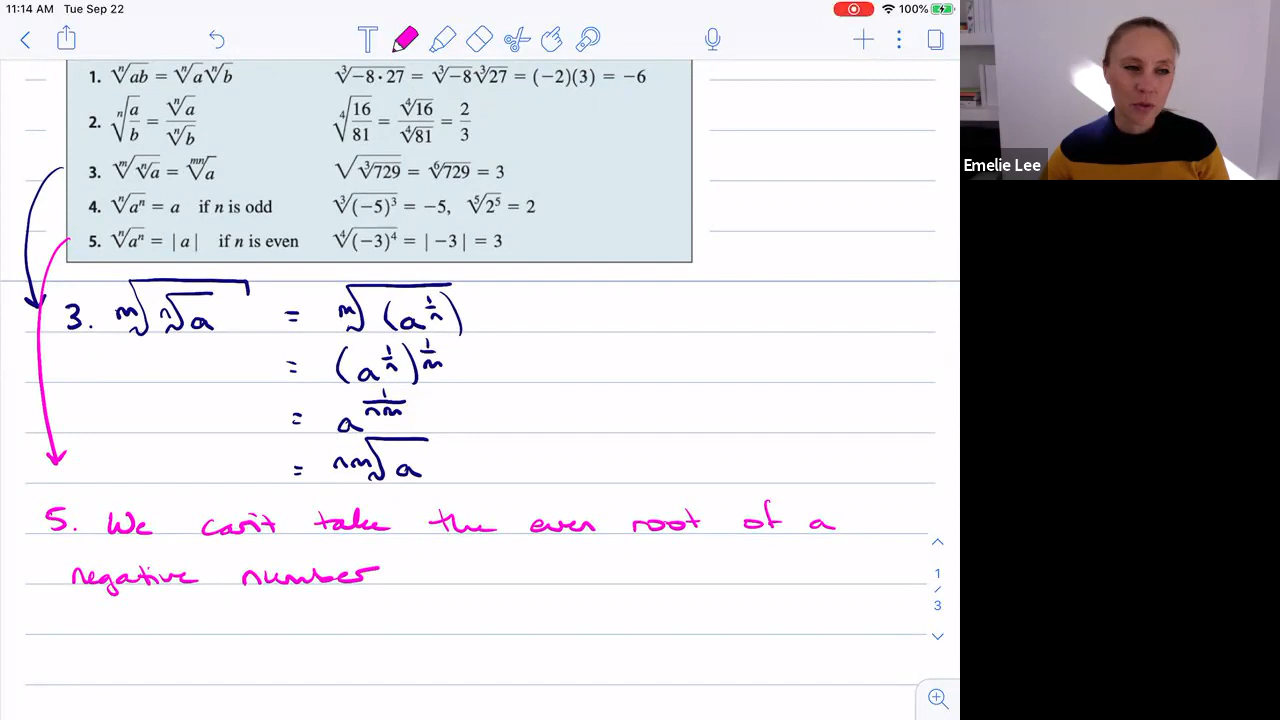 11:14 AM Tue Sep 22
100%
1. ⁿ√ab = ⁿ√a ⁿ√b ³√−8 · 27 = ³√−8 ³√27 = (−2)(3) = −6
2. ⁿ√(a/b) = ⁿ√a / ⁿ√b ⁴√(16/81) = ⁴√16 / ⁴√81 = 2/3
3. ᵐ√ⁿ√a = ᵐⁿ√a √³√729 = ⁶√729 = 3
4. ⁿ√aⁿ = a if n is odd ³√(−5)³ = −5, ⁵√2⁵ = 2
5. ⁿ√aⁿ = |a| if n is even ⁴√(−3)⁴ = |−3| = 3
3. ᵐ√ⁿ√a = ᵐ√(a^(1/n))
= (a^(1/n))^(1/m)
= a^(1/nm)
= ⁿᵐ√a
5. We can't take the even root of a
negative number
1
/
3
Emelie Lee